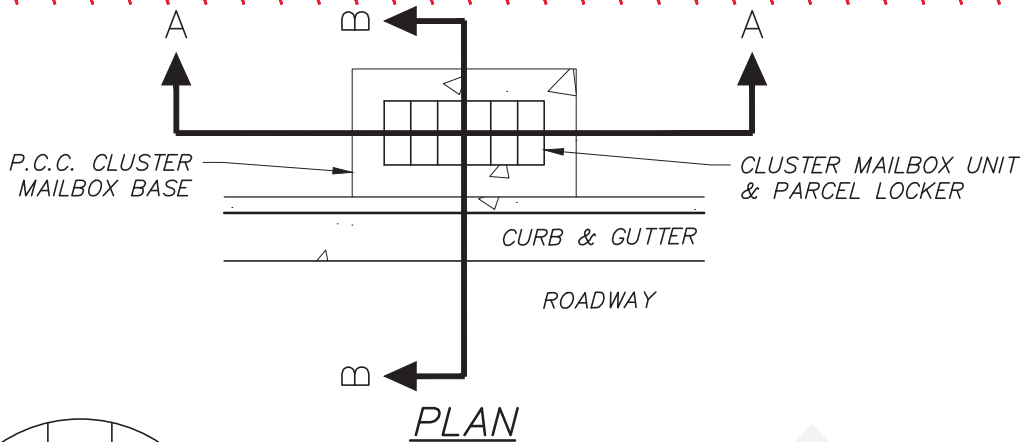 A
B
A
P.C.C. CLUSTER
MAILBOX BASE
CLUSTER MAILBOX UNIT
& PARCEL LOCKER
CURB & GUTTER
ROADWAY
B
PLAN